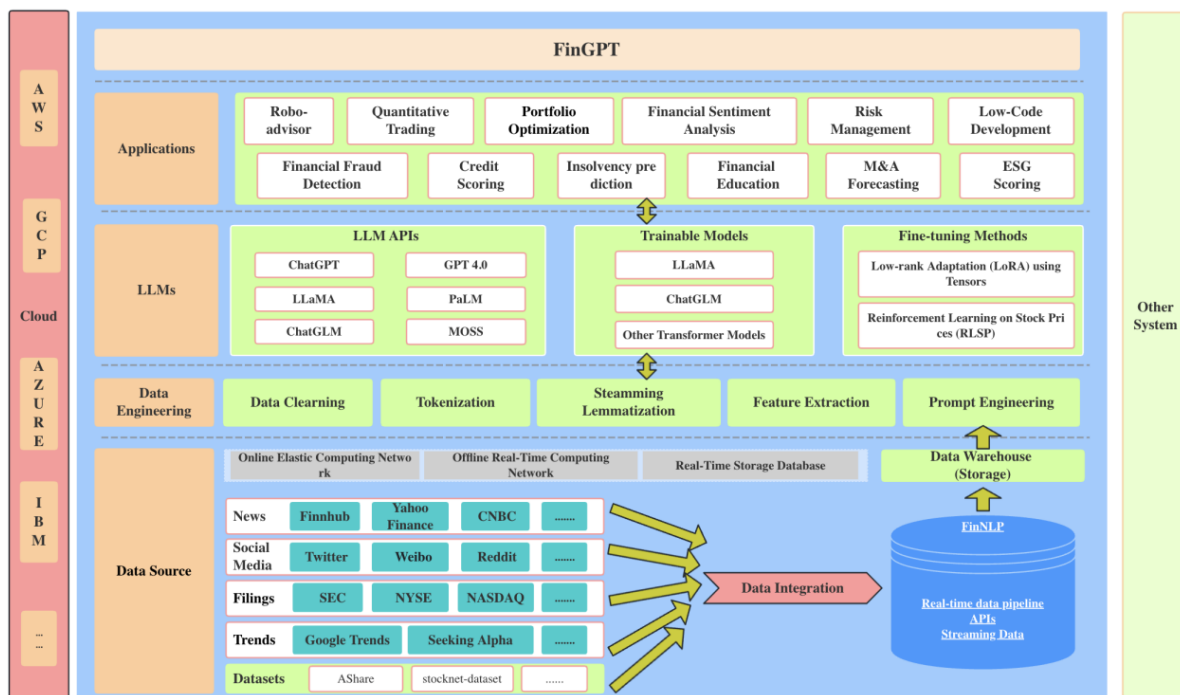 FinGPT
A
W
S
G
C
P
Cloud
A
Z
U
R
E
I
B
M
...
...
Applications
Robo-
advisor
Quantitative
Trading
Portfolio
Optimization
Financial Sentiment
Analysis
Risk
Management
Low-Code
Development
Financial Fraud
Detection
Credit
Scoring
Insolvency pre
diction
Financial
Education
M&A
Forecasting
ESG
Scoring
LLMs
LLM APIs
ChatGPT
GPT 4.0
LLaMA
PaLM
ChatGLM
MOSS
Trainable Models
LLaMA
ChatGLM
Other Transformer Models
Fine-tuning Methods
Low-rank Adaptation (LoRA) using
Tensors
Reinforcement Learning on Stock Pri
ces (RLSP)
Data
Engineering
Data Clearning
Tokenization
Steamming
Lemmatization
Feature Extraction
Prompt Engineering
Data Source
Online Elastic Computing Netwo
rk
Offline Real-Time Computing
Network
Real-Time Storage Database
Data Warehouse
(Storage)
News
Finnhub
Yahoo
Finance
CNBC
.......
Social
Media
Twitter
Weibo
Reddit
.......
Filings
SEC
NYSE
NASDAQ
.......
Trends
Google Trends
Seeking Alpha
.......
Datasets
AShare
stocknet-dataset
......
Data Integration
FinNLP
Real-time data pipeline
APIs
Streaming Data
Other
System